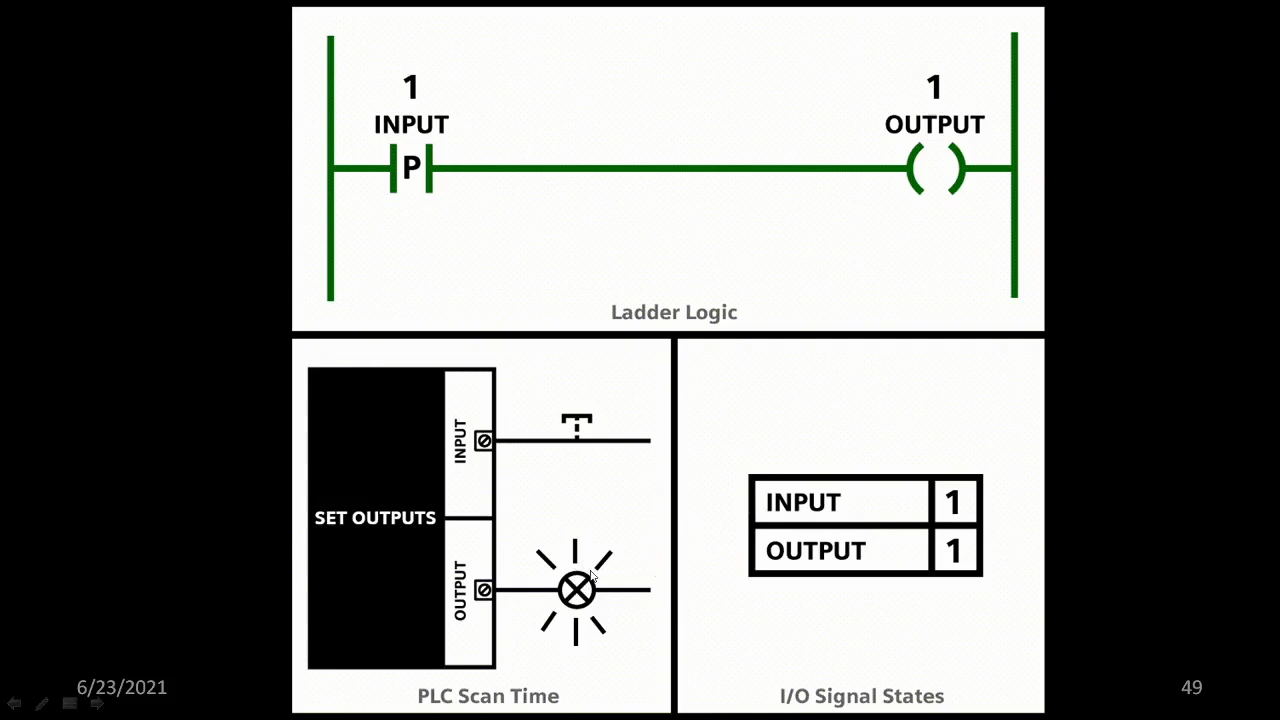 1
1
INPUT
OUTPUT
P
Ladder Logic
INPUT
SET OUTPUTS
OUTPUT
PLC Scan Time
INPUT 1
OUTPUT 1
I/O Signal States
6/23/2021
49